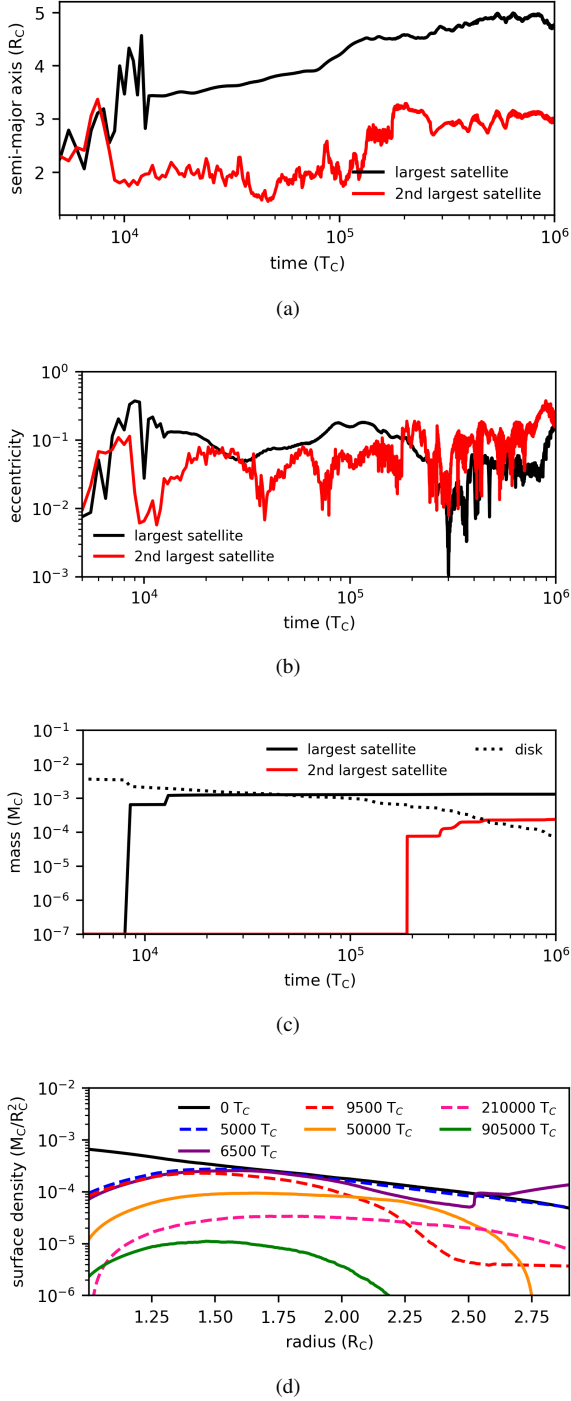 5
4
3
2
semi-major axis (R_C)
largest satellite
2nd largest satellite
10^4
10^5
10^6
time (T_C)
(a)
10^0
10^-1
10^-2
10^-3
eccentricity
largest satellite
2nd largest satellite
10^4
10^5
10^6
time (T_C)
(b)
10^-1
10^-2
10^-3
10^-4
10^-5
10^-6
10^-7
mass (M_C)
largest satellite
2nd largest satellite
disk
10^4
10^5
10^6
time (T_C)
(c)
10^-2
10^-3
10^-4
10^-5
10^-6
surface density (M_C/R_C^2)
0 T_C
5000 T_C
6500 T_C
9500 T_C
50000 T_C
210000 T_C
905000 T_C
1.25
1.50
1.75
2.00
2.25
2.50
2.75
radius (R_C)
(d)